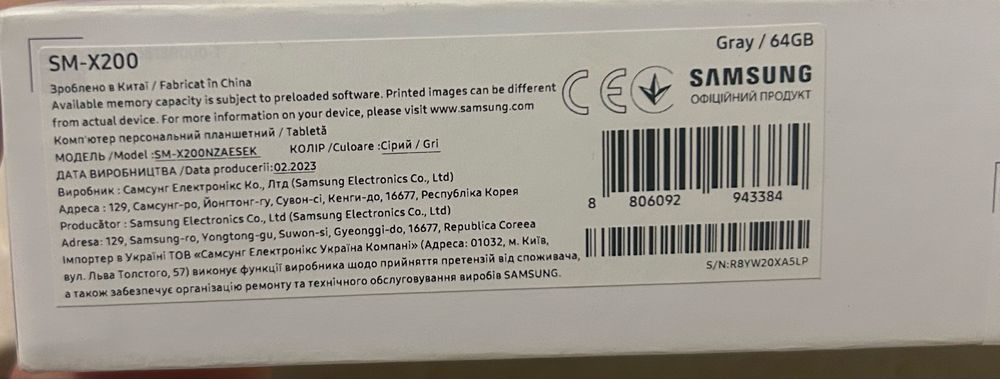 SM-X200
Gray / 64GB
Зроблено в Китаї / Fabricat în China
Available memory capacity is subject to preloaded software. Printed images can be different
from actual device. For more information on your device, please visit www.samsung.com
Комп'ютер персональний планшетний / Tabletă
МОДЕЛЬ /Model :SM-X200NZAESEK КОЛІР /Culoare :Сірий / Gri
ДАТА ВИРОБНИЦТВА /Data producerii:02.2023
Виробник : Самсунг Електронікс Ко., Лтд (Samsung Electronics Co., Ltd)
Адреса : 129, Самсунг-ро, Йонгтонг-гу, Сувон-сі, Кенги-до, 16677, Республіка Корея
Producător : Samsung Electronics Co., Ltd (Samsung Electronics Co., Ltd)
Adresa: 129, Samsung-ro, Yongtong-gu, Suwon-si, Gyeonggi-do, 16677, Republica Coreea
Імпортер в Україні ТОВ «Самсунг Електронікс Україна Компані» (Адреса: 01032, м. Київ,
вул. Льва Толстого, 57) виконує функції виробника щодо прийняття претензій від споживача,
а також забезпечує організацію ремонту та технічного обслуговування виробів SAMSUNG.
CE
SAMSUNG
ОФІЦІЙНИЙ ПРОДУКТ
8 806092 943384
S/N:R8YW20XA5LP